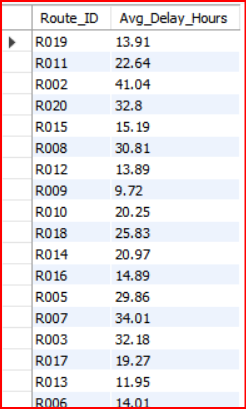 Route_ID Avg_Delay_Hours
R019 13.91
R011 22.64
R002 41.04
R020 32.8
R015 15.19
R008 30.81
R012 13.89
R009 9.72
R010 20.25
R018 25.83
R014 20.97
R016 14.89
R005 29.86
R007 34.01
R003 32.18
R017 19.27
R013 11.95
R006 14.01